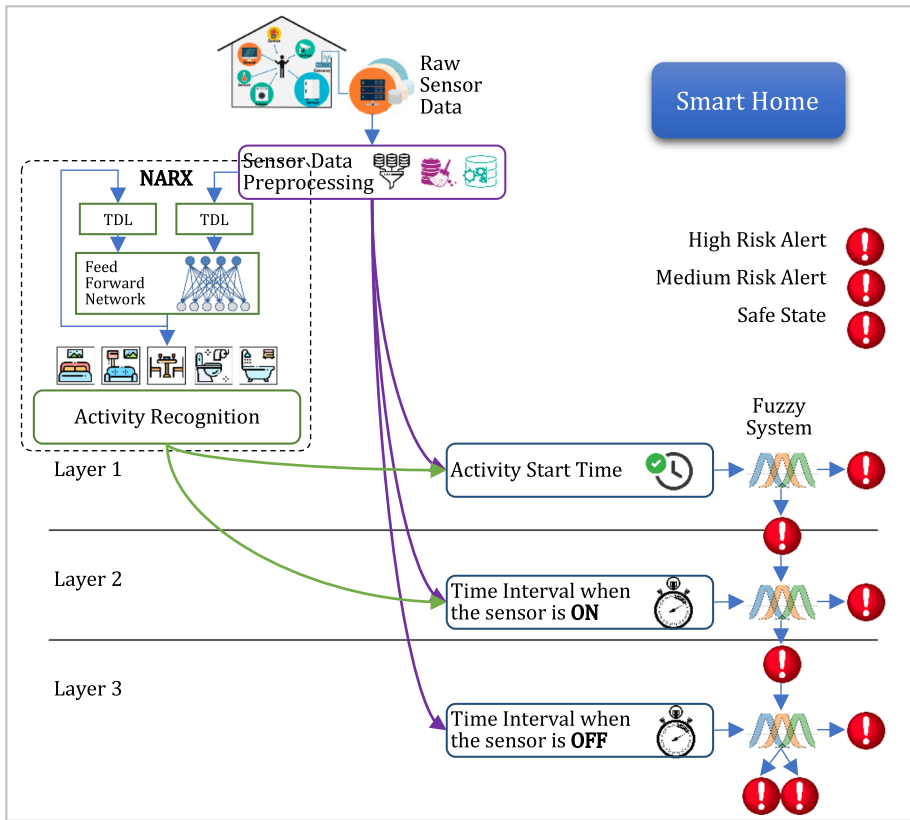 Raw
Sensor
Data
Smart Home
Sensor Data
Preprocessing
NARX
TDL
TDL
Feed
Forward
Network
High Risk Alert
Medium Risk Alert
Safe State
Activity Recognition
Fuzzy
System
Layer 1
Activity Start Time
Layer 2
Time Interval when
the sensor is ON
Layer 3
Time Interval when
the sensor is OFF